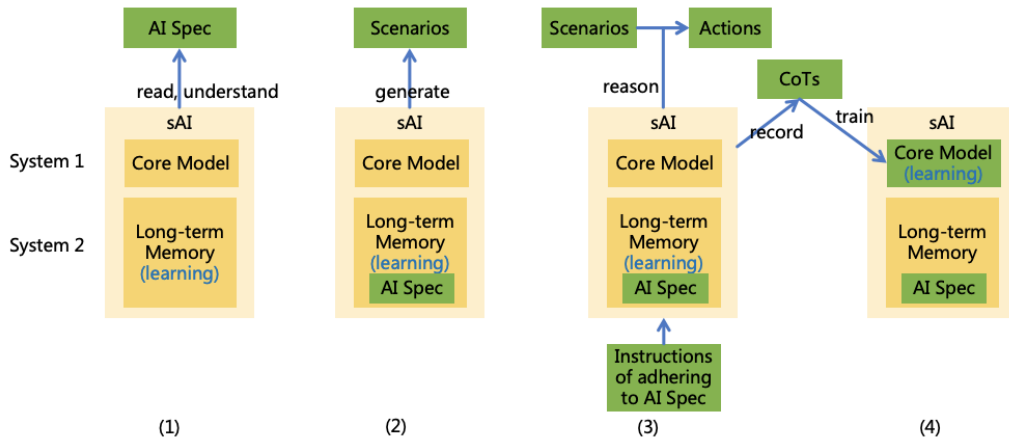 AI Spec
read, understand
sAI
System 1
Core Model
System 2
Long-term
Memory
(learning)
(1)
Scenarios
generate
sAI
Core Model
Long-term
Memory
(learning)
AI Spec
(2)
Scenarios
Actions
reason
sAI
Core Model
Long-term
Memory
(learning)
AI Spec
Instructions
of adhering
to AI Spec
(3)
CoTs
record
train
sAI
Core Model
(learning)
Long-term
Memory
AI Spec
(4)